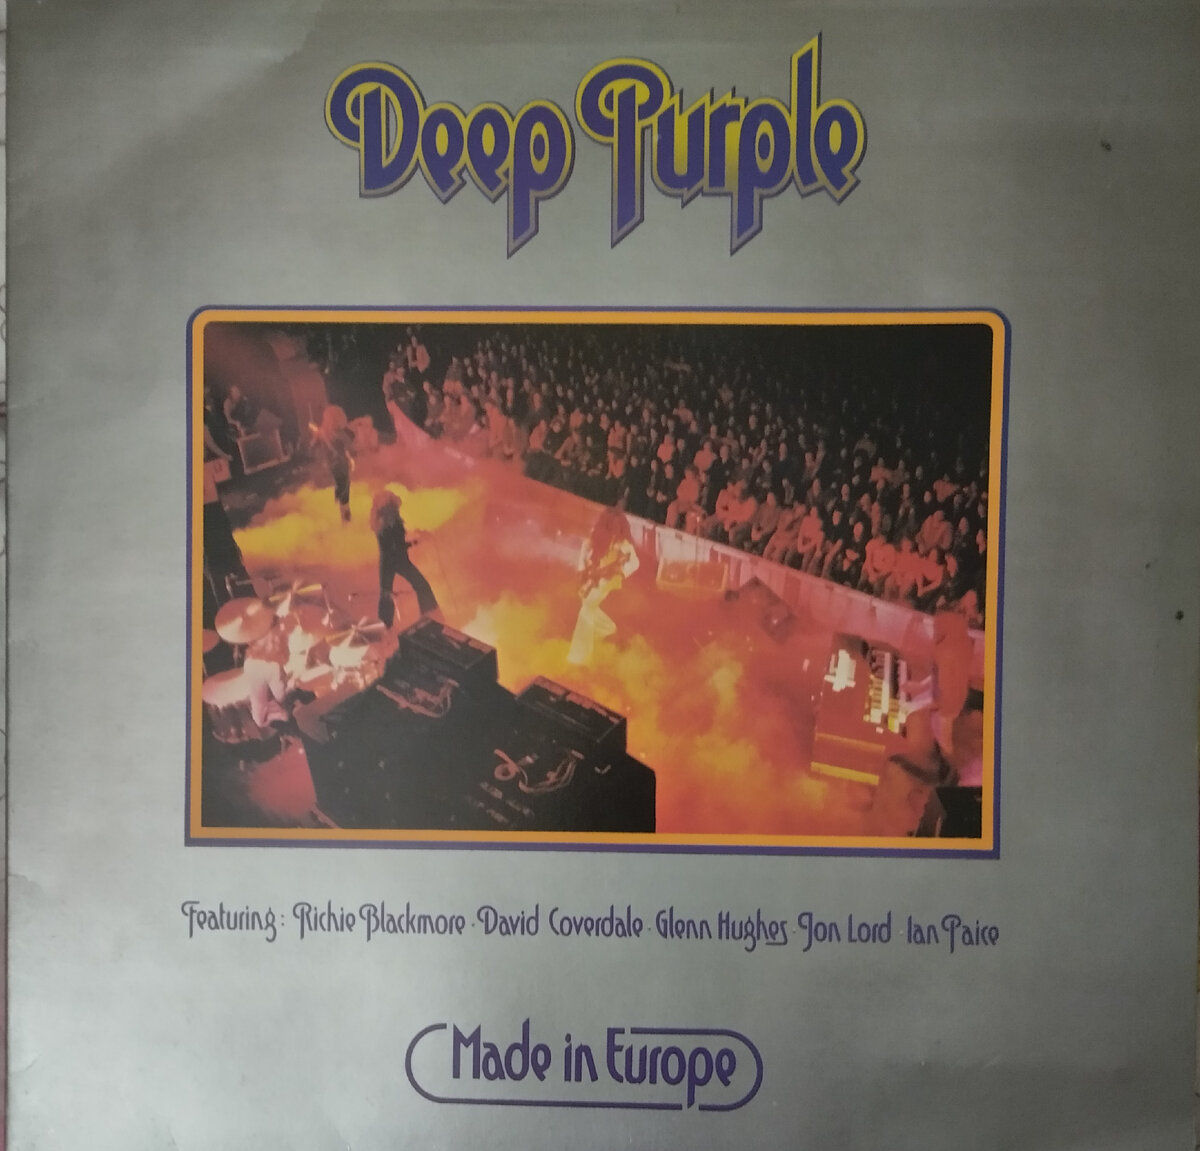 Deep Purple
Featuring: Richie Blackmore · David Coverdale · Glenn Hughes · Jon Lord · Ian Paice
Made in Europe